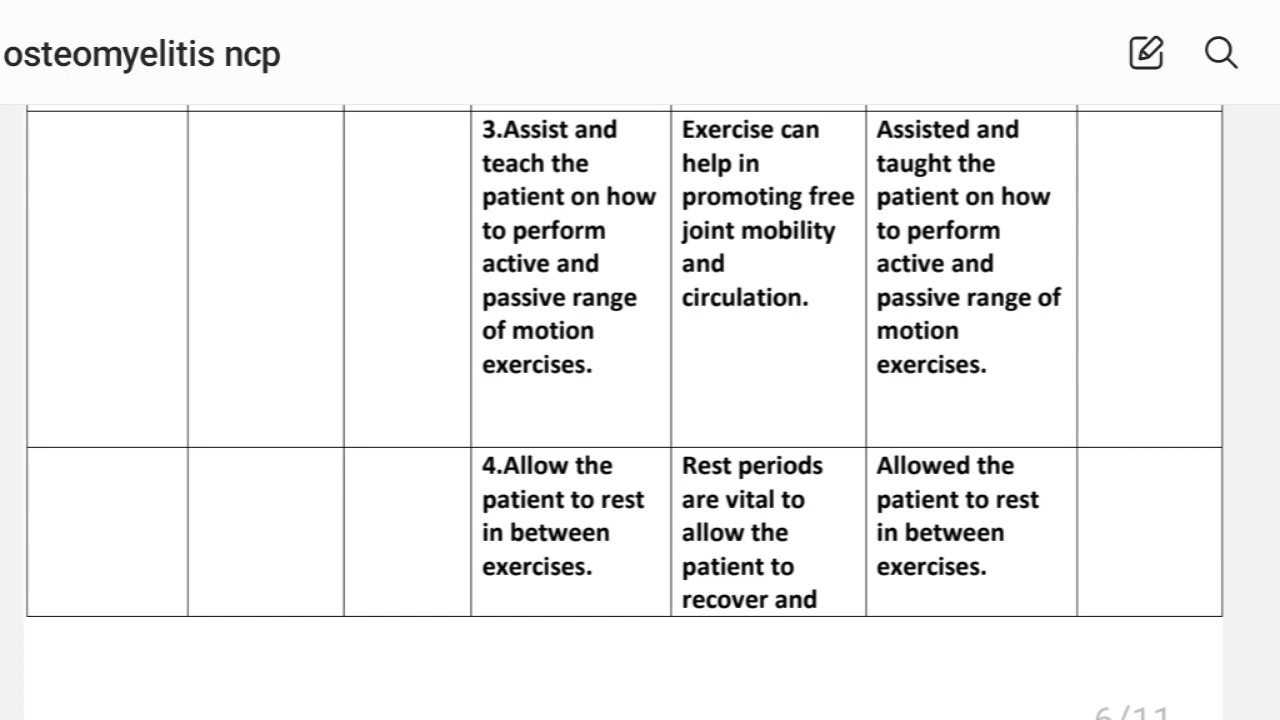 osteomyelitis ncp
3.Assist and
teach the
patient on how
to perform
active and
passive range
of motion
exercises.
Exercise can
help in
promoting free
joint mobility
and
circulation.
Assisted and
taught the
patient on how
to perform
active and
passive range of
motion
exercises.
4.Allow the
patient to rest
in between
exercises.
Rest periods
are vital to
allow the
patient to
recover and
Allowed the
patient to rest
in between
exercises.
6/11